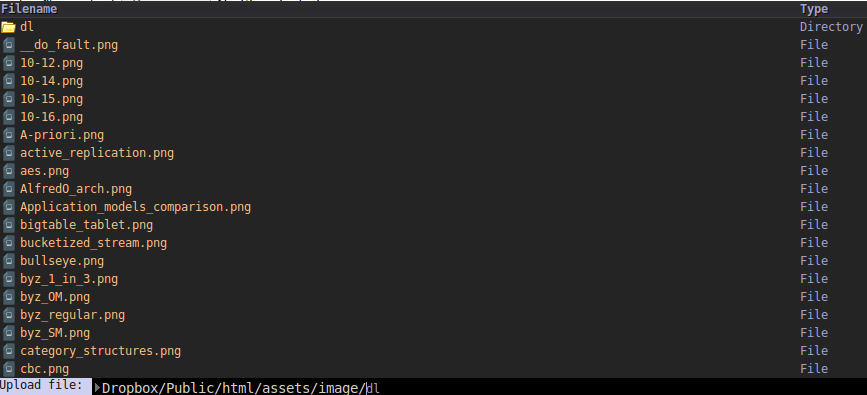 Filename Type
dl Directory
__do_fault.png File
10-12.png File
10-14.png File
10-15.png File
10-16.png File
A-priori.png File
active_replication.png File
aes.png File
AlfredO_arch.png File
Application_models_comparison.png File
bigtable_tablet.png File
bucketized_stream.png File
bullseye.png File
byz_1_in_3.png File
byz_OM.png File
byz_regular.png File
byz_SM.png File
category_structures.png File
cbc.png File
Upload file: Dropbox/Public/html/assets/image/dl